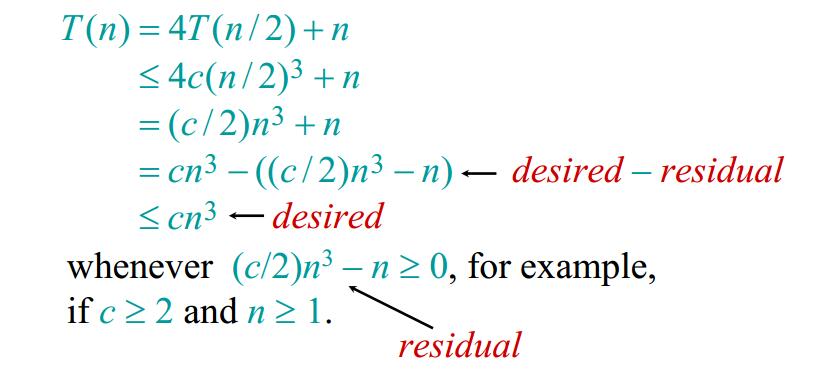 T(n) = 4T(n/2) + n
≤ 4c(n/2)³ + n
= (c/2)n³ + n
= cn³ – ((c/2)n³ – n) ← desired – residual
≤ cn³ ← desired
whenever (c/2)n³ – n ≥ 0, for example,
if c ≥ 2 and n ≥ 1.
residual